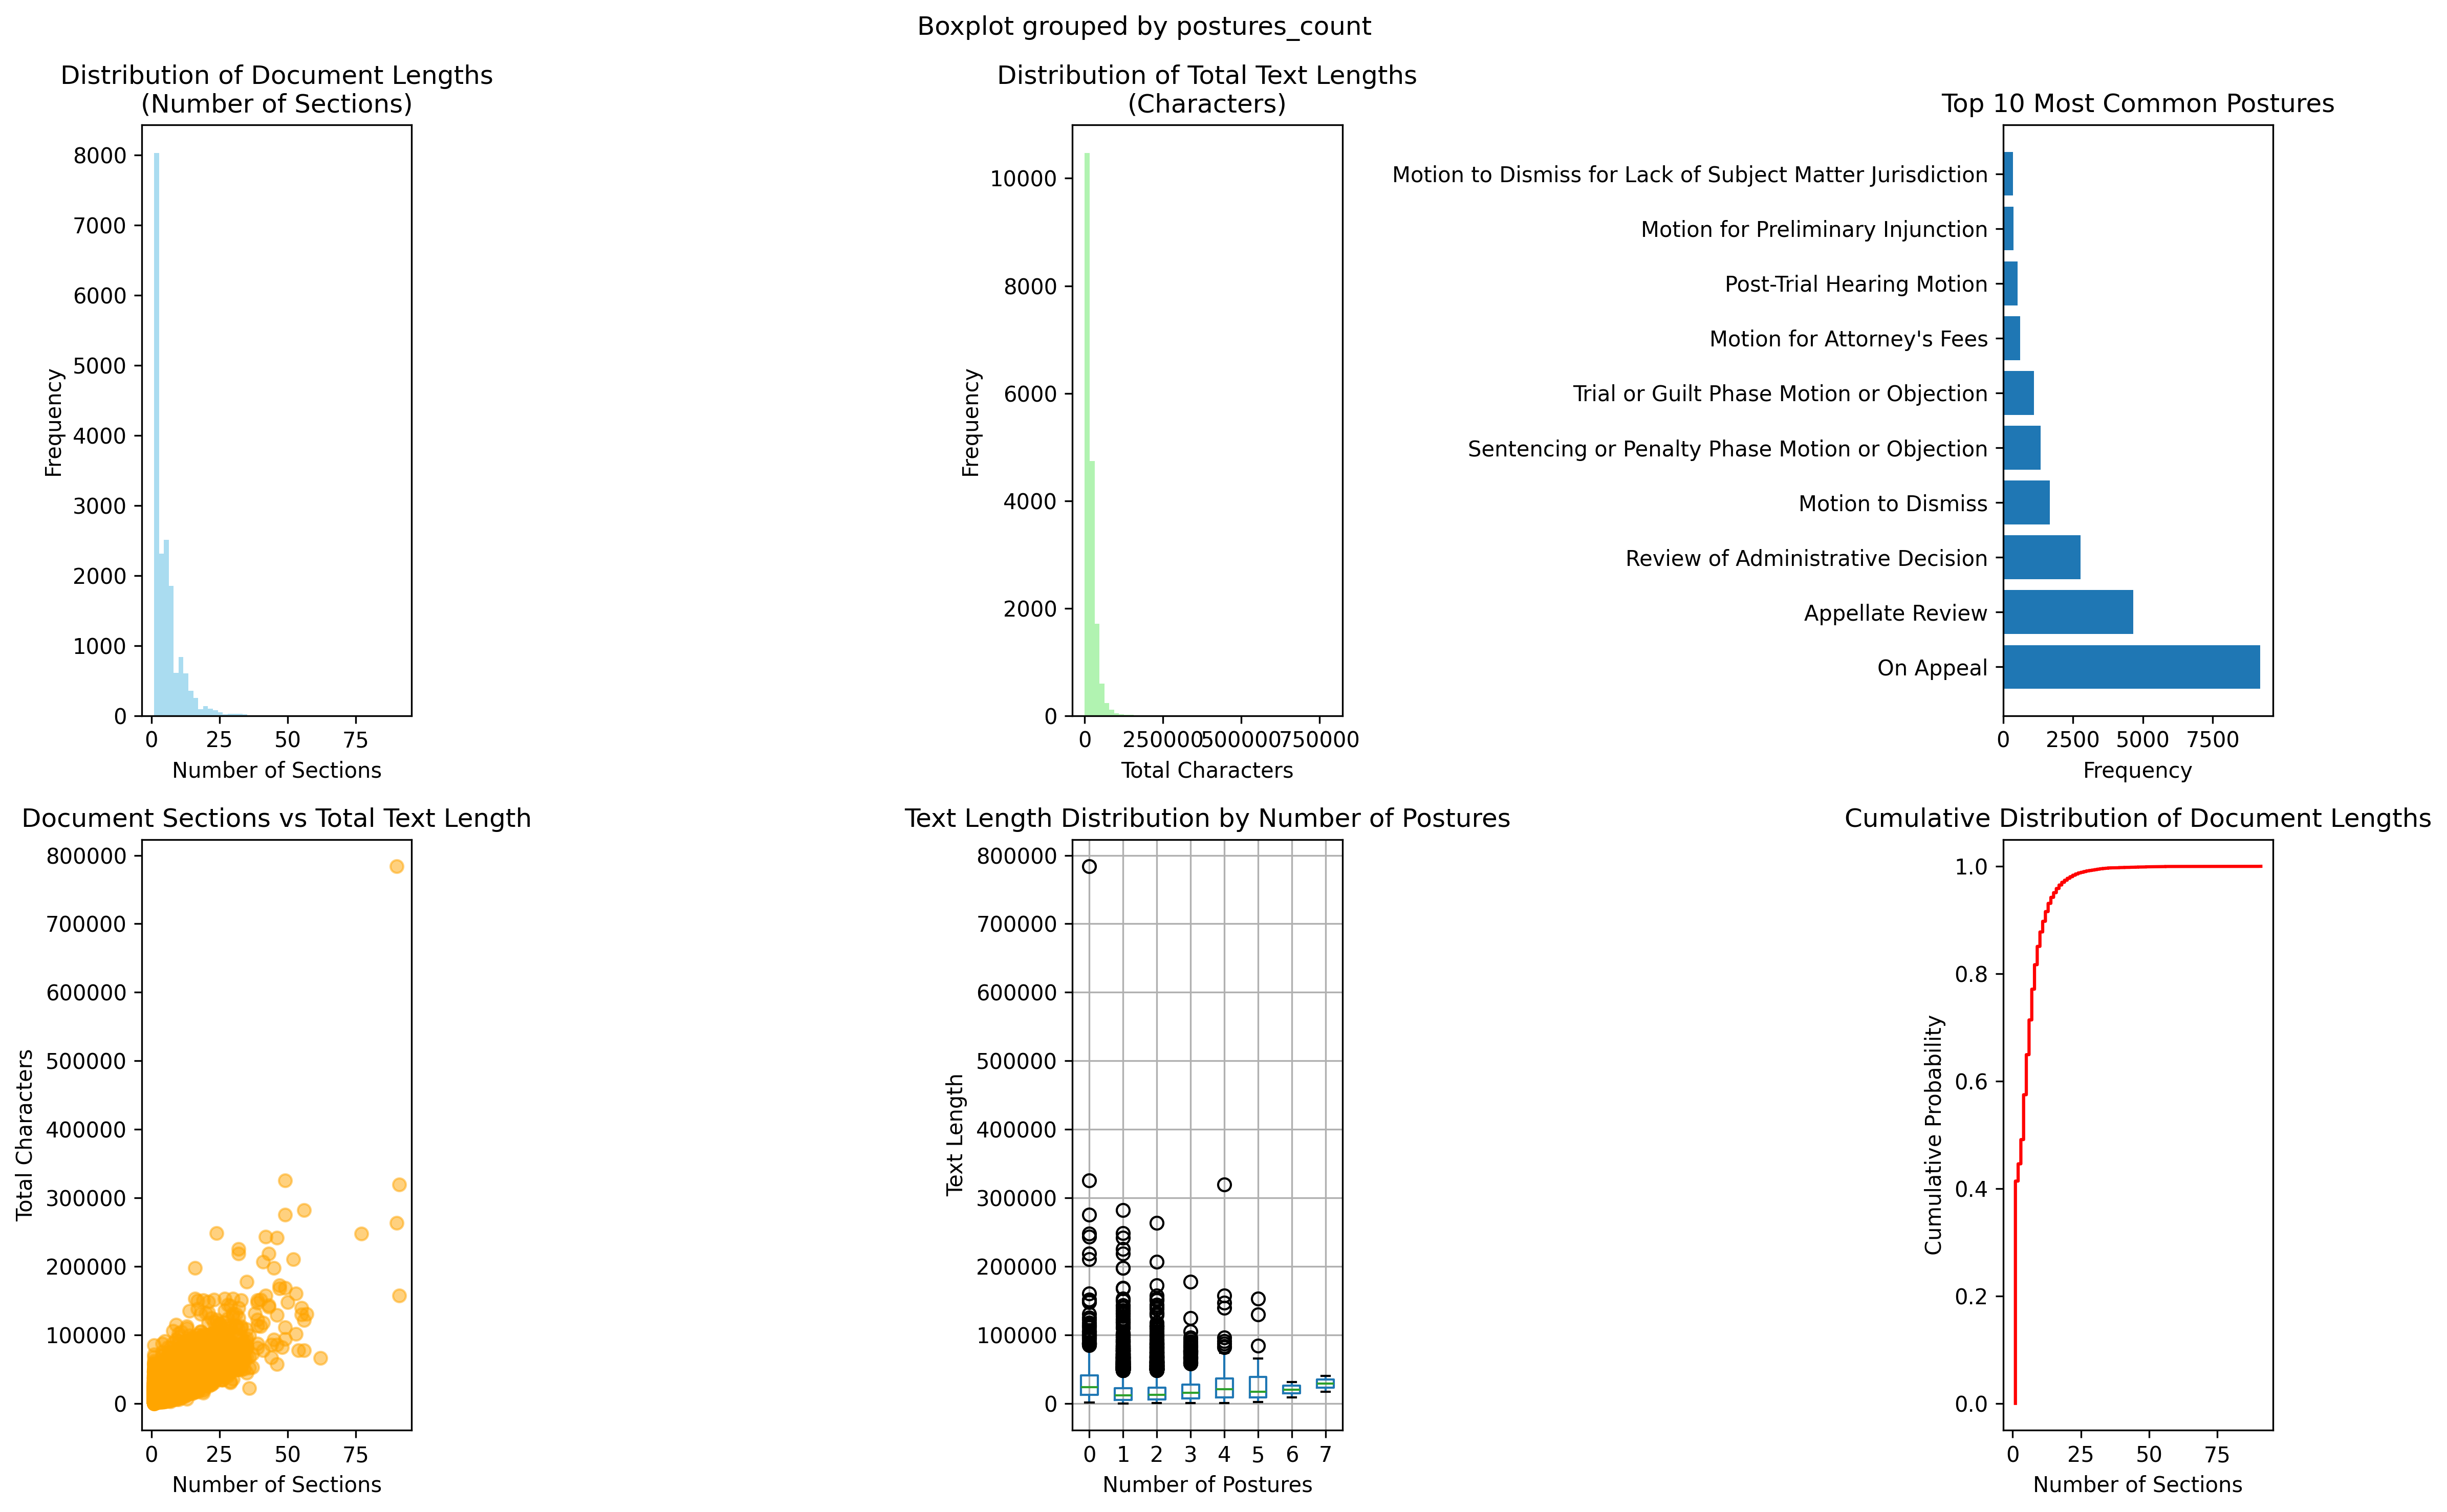 Boxplot grouped by postures_count
Distribution of Document Lengths
(Number of Sections)
Frequency
8000
7000
6000
5000
4000
3000
2000
1000
0
0 25 50 75
Number of Sections
Distribution of Total Text Lengths
(Characters)
Frequency
10000
8000
6000
4000
2000
0
0 250000 500000 750000
Total Characters
Top 10 Most Common Postures
Motion to Dismiss for Lack of Subject Matter Jurisdiction
Motion for Preliminary Injunction
Post-Trial Hearing Motion
Motion for Attorney's Fees
Trial or Guilt Phase Motion or Objection
Sentencing or Penalty Phase Motion or Objection
Motion to Dismiss
Review of Administrative Decision
Appellate Review
On Appeal
0 2500 5000 7500
Frequency
Document Sections vs Total Text Length
Total Characters
800000
700000
600000
500000
400000
300000
200000
100000
0
0 25 50 75
Number of Sections
Text Length Distribution by Number of Postures
Text Length
800000
700000
600000
500000
400000
300000
200000
100000
0
0 1 2 3 4 5 6 7
Number of Postures
Cumulative Distribution of Document Lengths
Cumulative Probability
1.0
0.8
0.6
0.4
0.2
0.0
0 25 50 75
Number of Sections